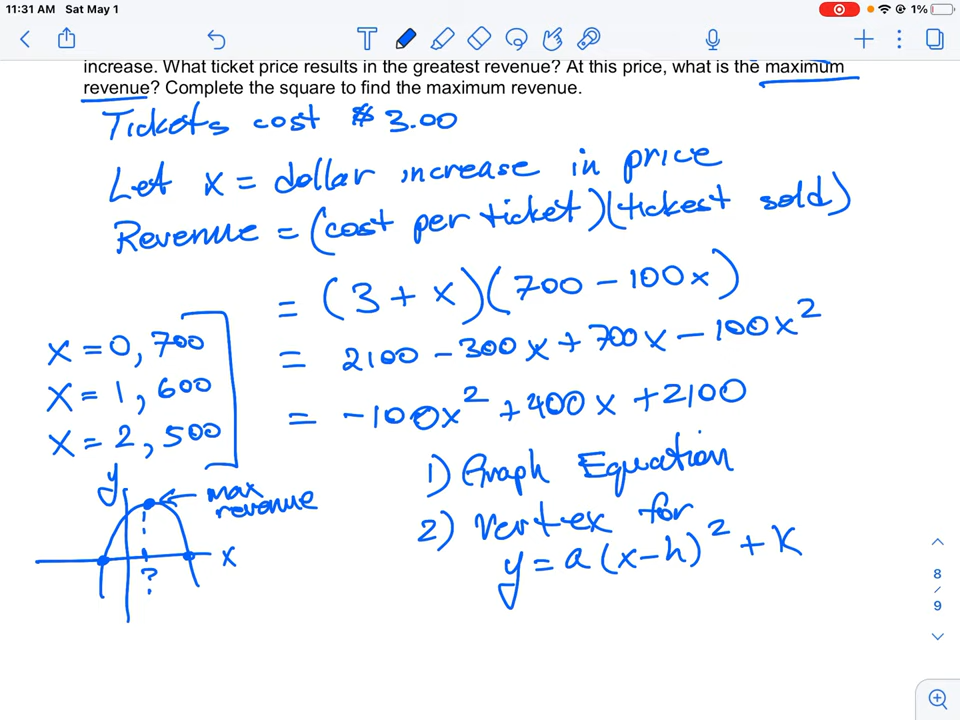 11:31 AM Sat May 1
1%
T
increase. What ticket price results in the greatest revenue? At this price, what is the maximum
revenue? Complete the square to find the maximum revenue.
Tickets cost $3.00
Let x = dollar increase in price
Revenue = (cost per ticket)(tickest sold)
= (3 + x)(700 - 100x)
= 2100 - 300x + 700x - 100x²
= -100x² + 400x + 2100
x = 0, 700
x = 1, 600
x = 2, 500
1) Graph Equation
2) Vertex for
y = a(x-h)² + k
y
max
revenue
x
?
8
/
9